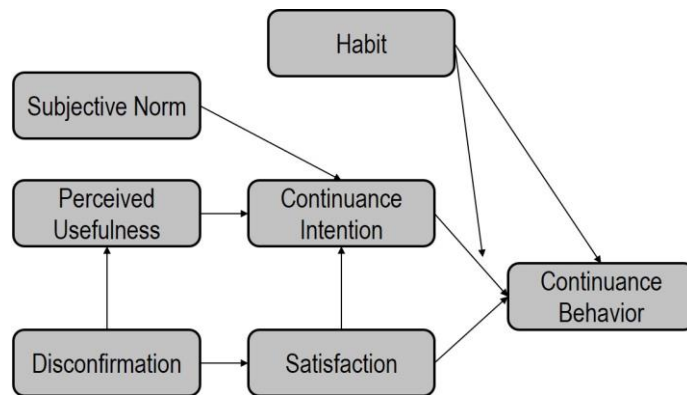 Habit
Subjective Norm
Perceived
Usefulness
Continuance
Intention
Continuance
Behavior
Disconfirmation
Satisfaction